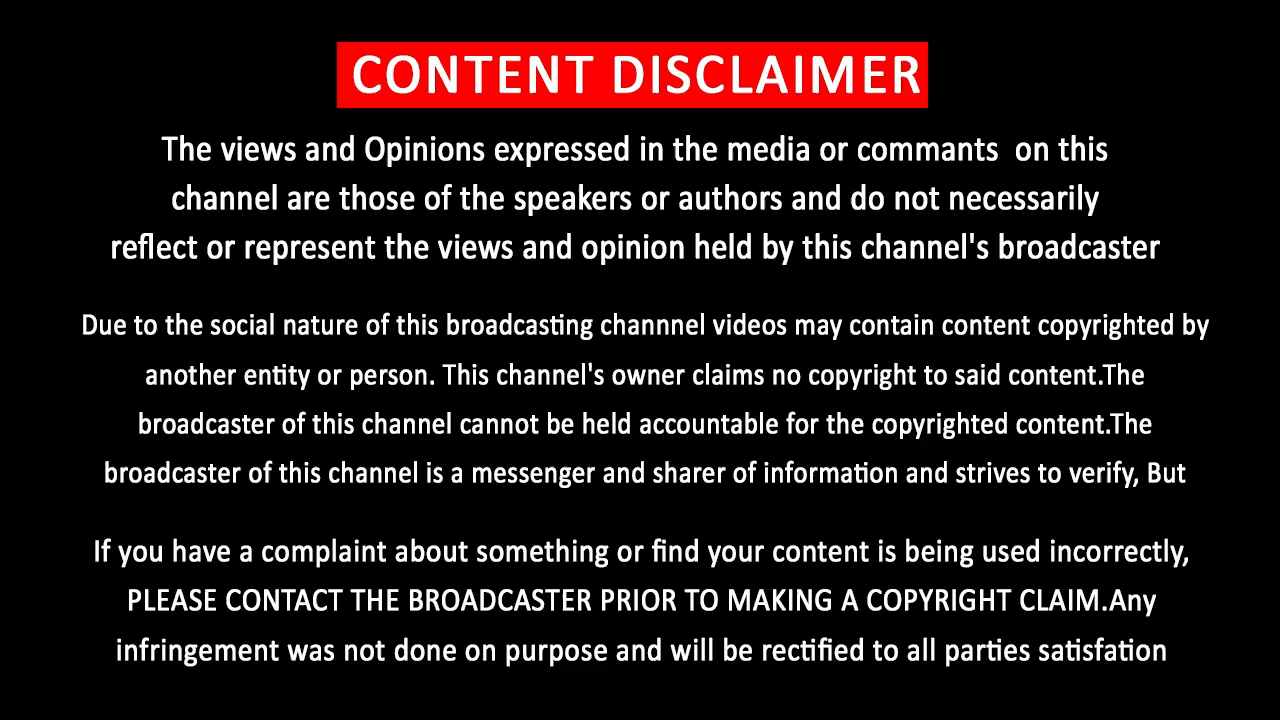 CONTENT DISCLAIMER
The views and Opinions expressed in the media or commants on this
channel are those of the speakers or authors and do not necessarily
reflect or represent the views and opinion held by this channel's broadcaster
Due to the social nature of this broadcasting channnel videos may contain content copyrighted by
another entity or person. This channel's owner claims no copyright to said content.The
broadcaster of this channel cannot be held accountable for the copyrighted content.The
broadcaster of this channel is a messenger and sharer of information and strives to verify, But
If you have a complaint about something or find your content is being used incorrectly,
PLEASE CONTACT THE BROADCASTER PRIOR TO MAKING A COPYRIGHT CLAIM.Any
infringement was not done on purpose and will be rectified to all parties satisfation